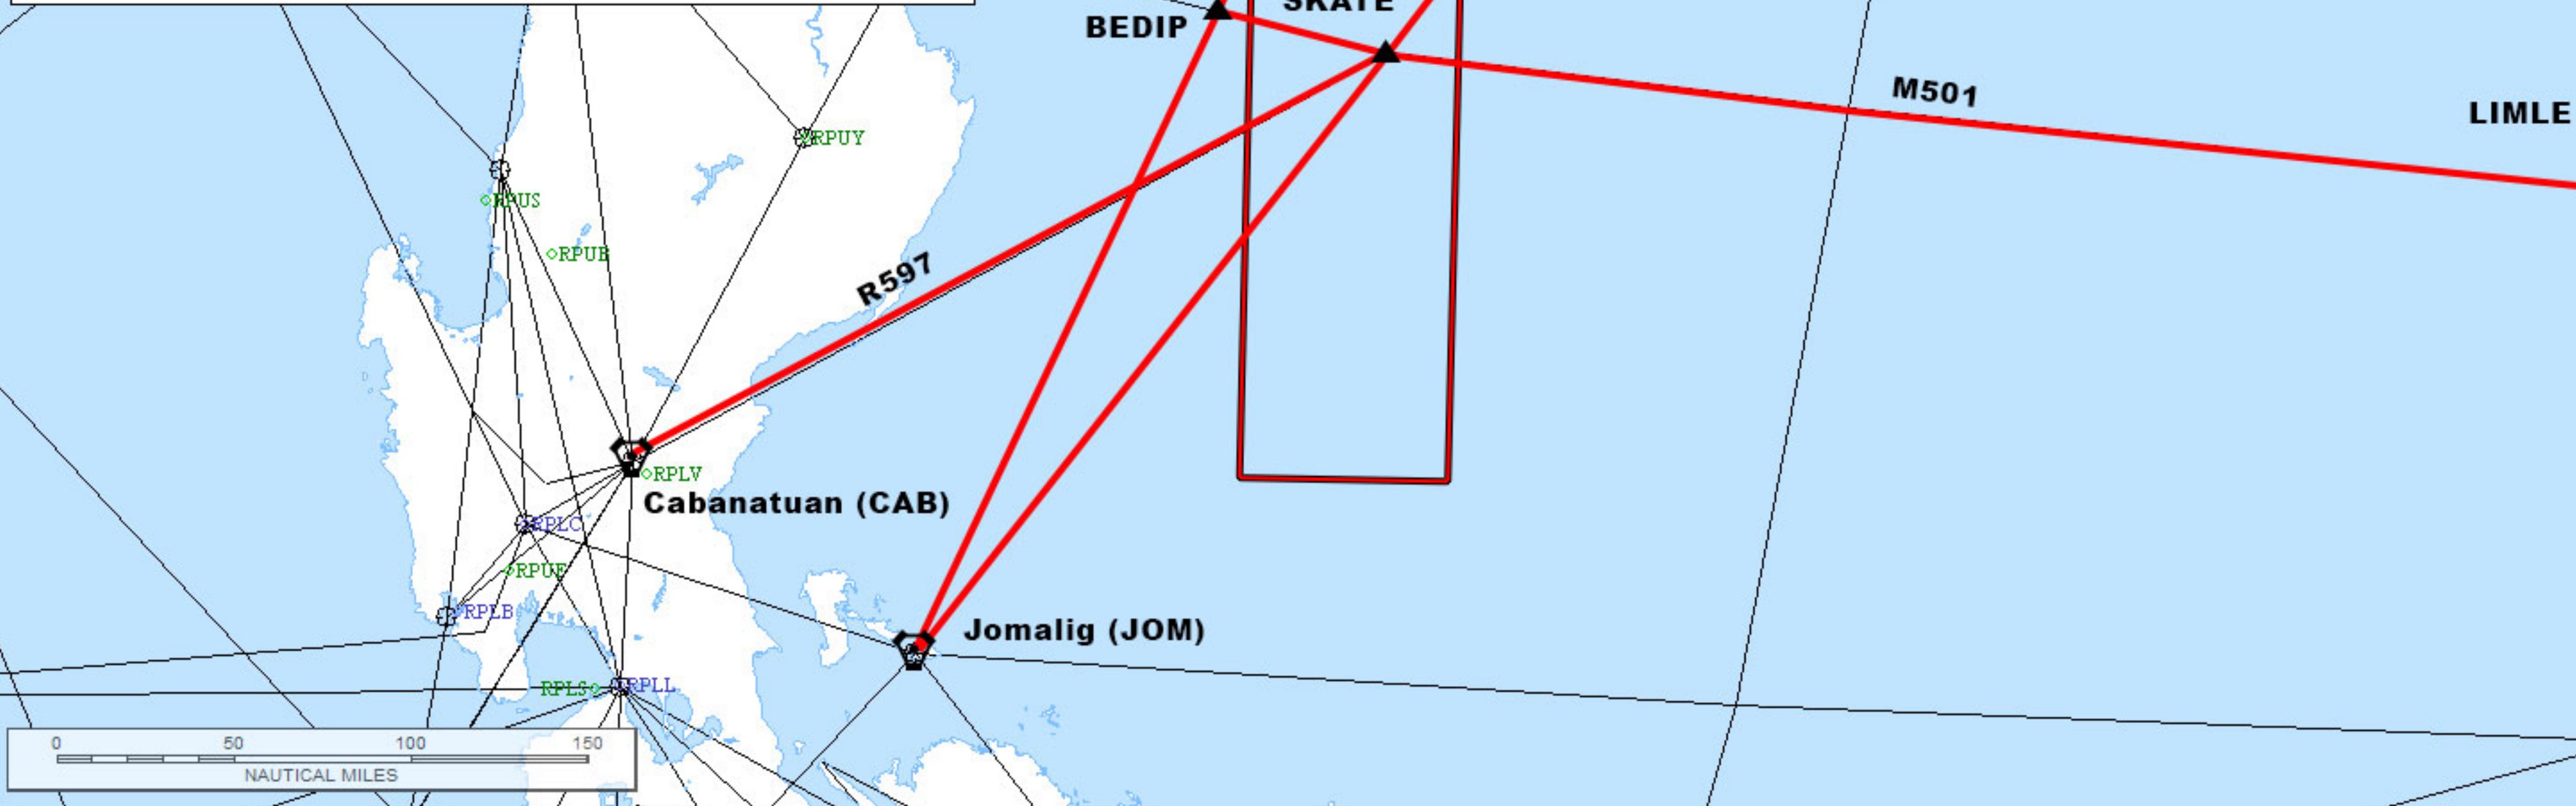 SKATE
BEDIP
M501
LIMLE
RPUY
RPUS
RPUB
R597
RPLV
Cabanatuan (CAB)
RPLC
RPUF
RPLB
Jomalig (JOM)
RPLS
RPLL
0 50 100 150
NAUTICAL MILES